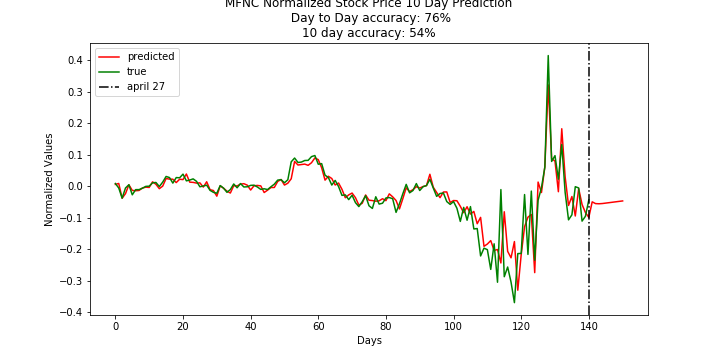 MFNC Normalized Stock Price 10 Day Prediction
Day to Day accuracy: 76%
10 day accuracy: 54%
predicted
true
april 27
Normalized Values
0.4
0.3
0.2
0.1
0.0
−0.1
−0.2
−0.3
−0.4
0 20 40 60 80 100 120 140
Days